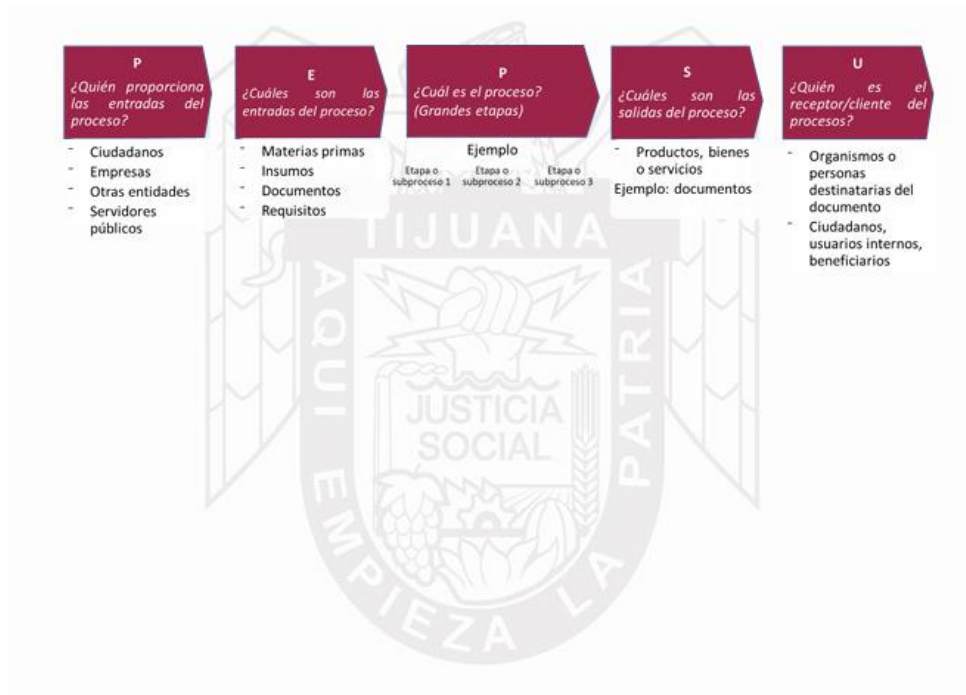 P
¿Quién proporciona
las entradas del
proceso?
- Ciudadanos
- Empresas
- Otras entidades
- Servidores
públicos
E
¿Cuáles son las
entradas del proceso?
- Materias primas
- Insumos
- Documentos
- Requisitos
P
¿Cuál es el proceso?
(Grandes etapas)
Ejemplo
Etapa o
subproceso 1
Etapa o
subproceso 2
Etapa o
subproceso 3
S
¿Cuáles son las
salidas del proceso?
- Productos, bienes
o servicios
Ejemplo: documentos
U
¿Quién es el
receptor/cliente del
procesos?
- Organismos o
personas
destinatarias del
documento
- Ciudadanos,
usuarios internos,
beneficiarios
TIJUANA
AQUI EMPIEZA LA PATRIA
JUSTICIA
SOCIAL